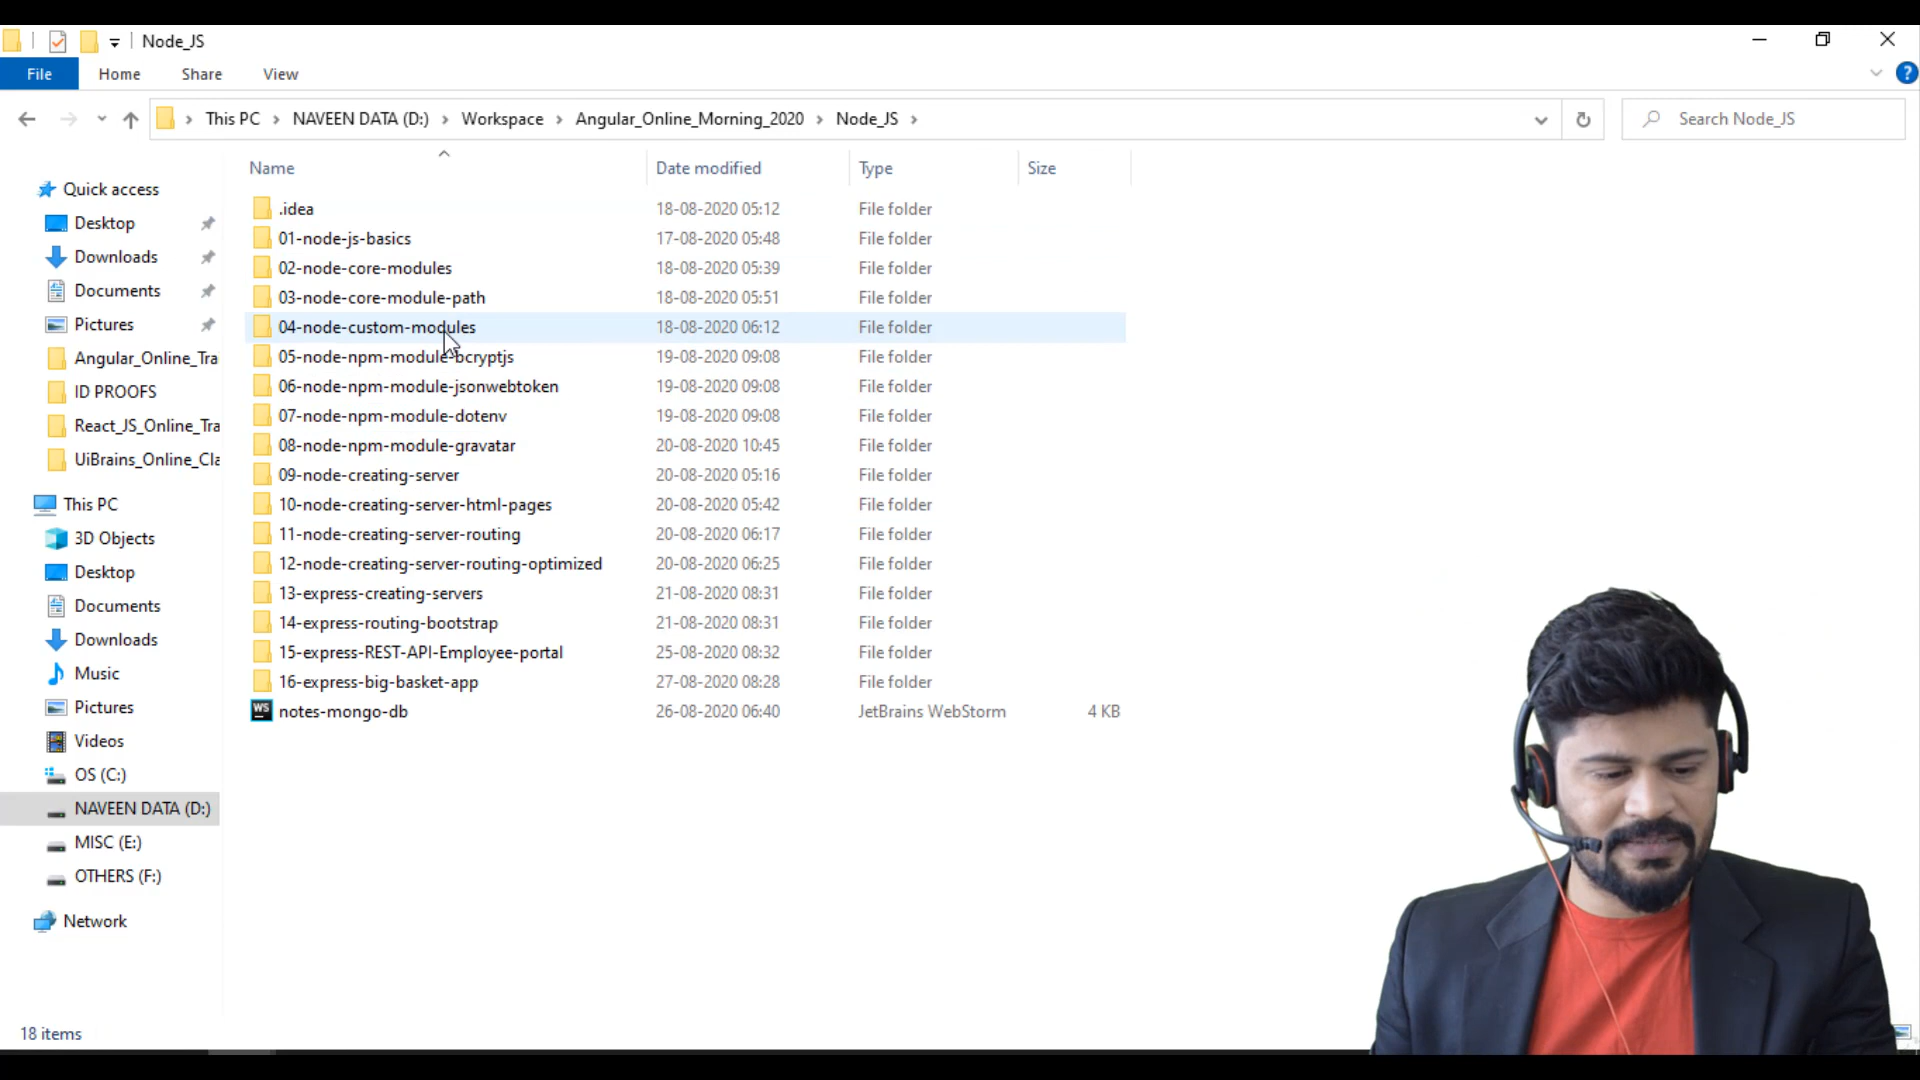 Node_JS
File Home Share View
This PC NAVEEN DATA (D:) Workspace Angular_Online_Morning_2020 Node_JS
Search Node_JS
Name Date modified Type Size
Quick access
Desktop
Downloads
Documents
Pictures
Angular_Online_Tra
ID PROOFS
React_JS_Online_Tra
UiBrains_Online_Cla
This PC
3D Objects
Desktop
Documents
Downloads
Music
Pictures
Videos
OS (C:)
NAVEEN DATA (D:)
MISC (E:)
OTHERS (F:)
Network
.idea 18-08-2020 05:12 File folder
01-node-js-basics 17-08-2020 05:48 File folder
02-node-core-modules 18-08-2020 05:39 File folder
03-node-core-module-path 18-08-2020 05:51 File folder
04-node-custom-modules 18-08-2020 06:12 File folder
05-node-npm-module-bcryptjs 19-08-2020 09:08 File folder
06-node-npm-module-jsonwebtoken 19-08-2020 09:08 File folder
07-node-npm-module-dotenv 19-08-2020 09:08 File folder
08-node-npm-module-gravatar 20-08-2020 10:45 File folder
09-node-creating-server 20-08-2020 05:16 File folder
10-node-creating-server-html-pages 20-08-2020 05:42 File folder
11-node-creating-server-routing 20-08-2020 06:17 File folder
12-node-creating-server-routing-optimized 20-08-2020 06:25 File folder
13-express-creating-servers 21-08-2020 08:31 File folder
14-express-routing-bootstrap 21-08-2020 08:31 File folder
15-express-REST-API-Employee-portal 25-08-2020 08:32 File folder
16-express-big-basket-app 27-08-2020 08:28 File folder
WS notes-mongo-db 26-08-2020 06:40 JetBrains WebStorm 4 KB
18 items